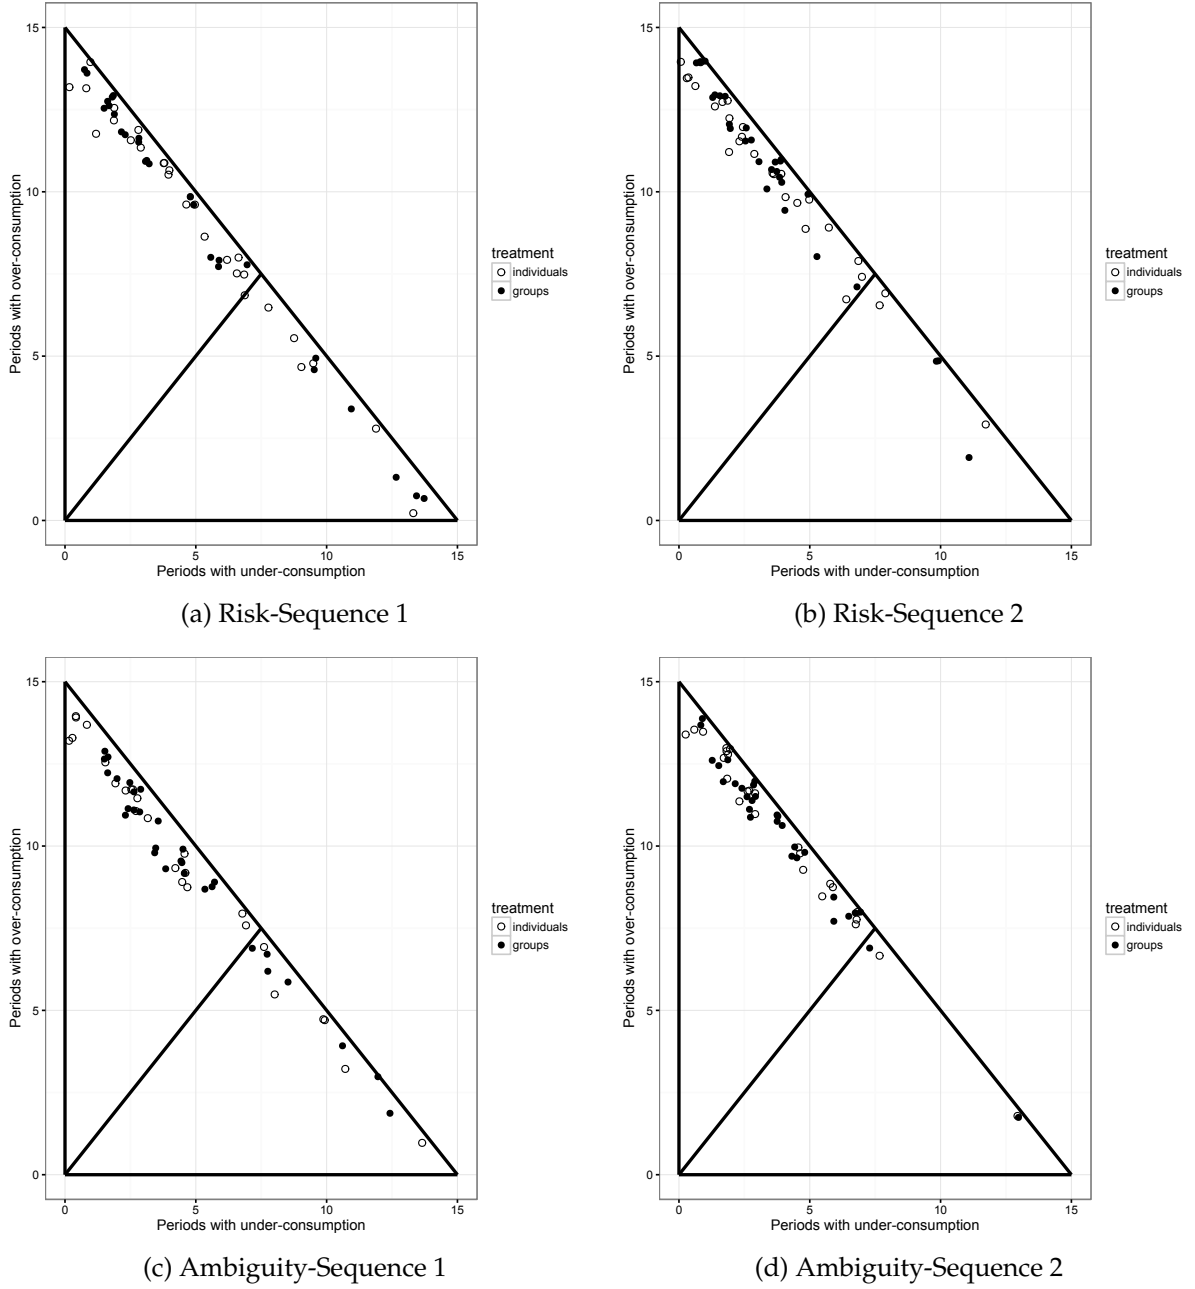 15
10
5
0
Periods with over-consumption
0 5 10 15
Periods with under-consumption
treatment
individuals
groups
(a) Risk-Sequence 1
15
10
5
0
Periods with over-consumption
0 5 10 15
Periods with under-consumption
treatment
individuals
groups
(b) Risk-Sequence 2
15
10
5
0
Periods with over-consumption
0 5 10 15
Periods with under-consumption
treatment
individuals
groups
(c) Ambiguity-Sequence 1
15
10
5
0
Periods with over-consumption
0 5 10 15
Periods with under-consumption
treatment
individuals
groups
(d) Ambiguity-Sequence 2